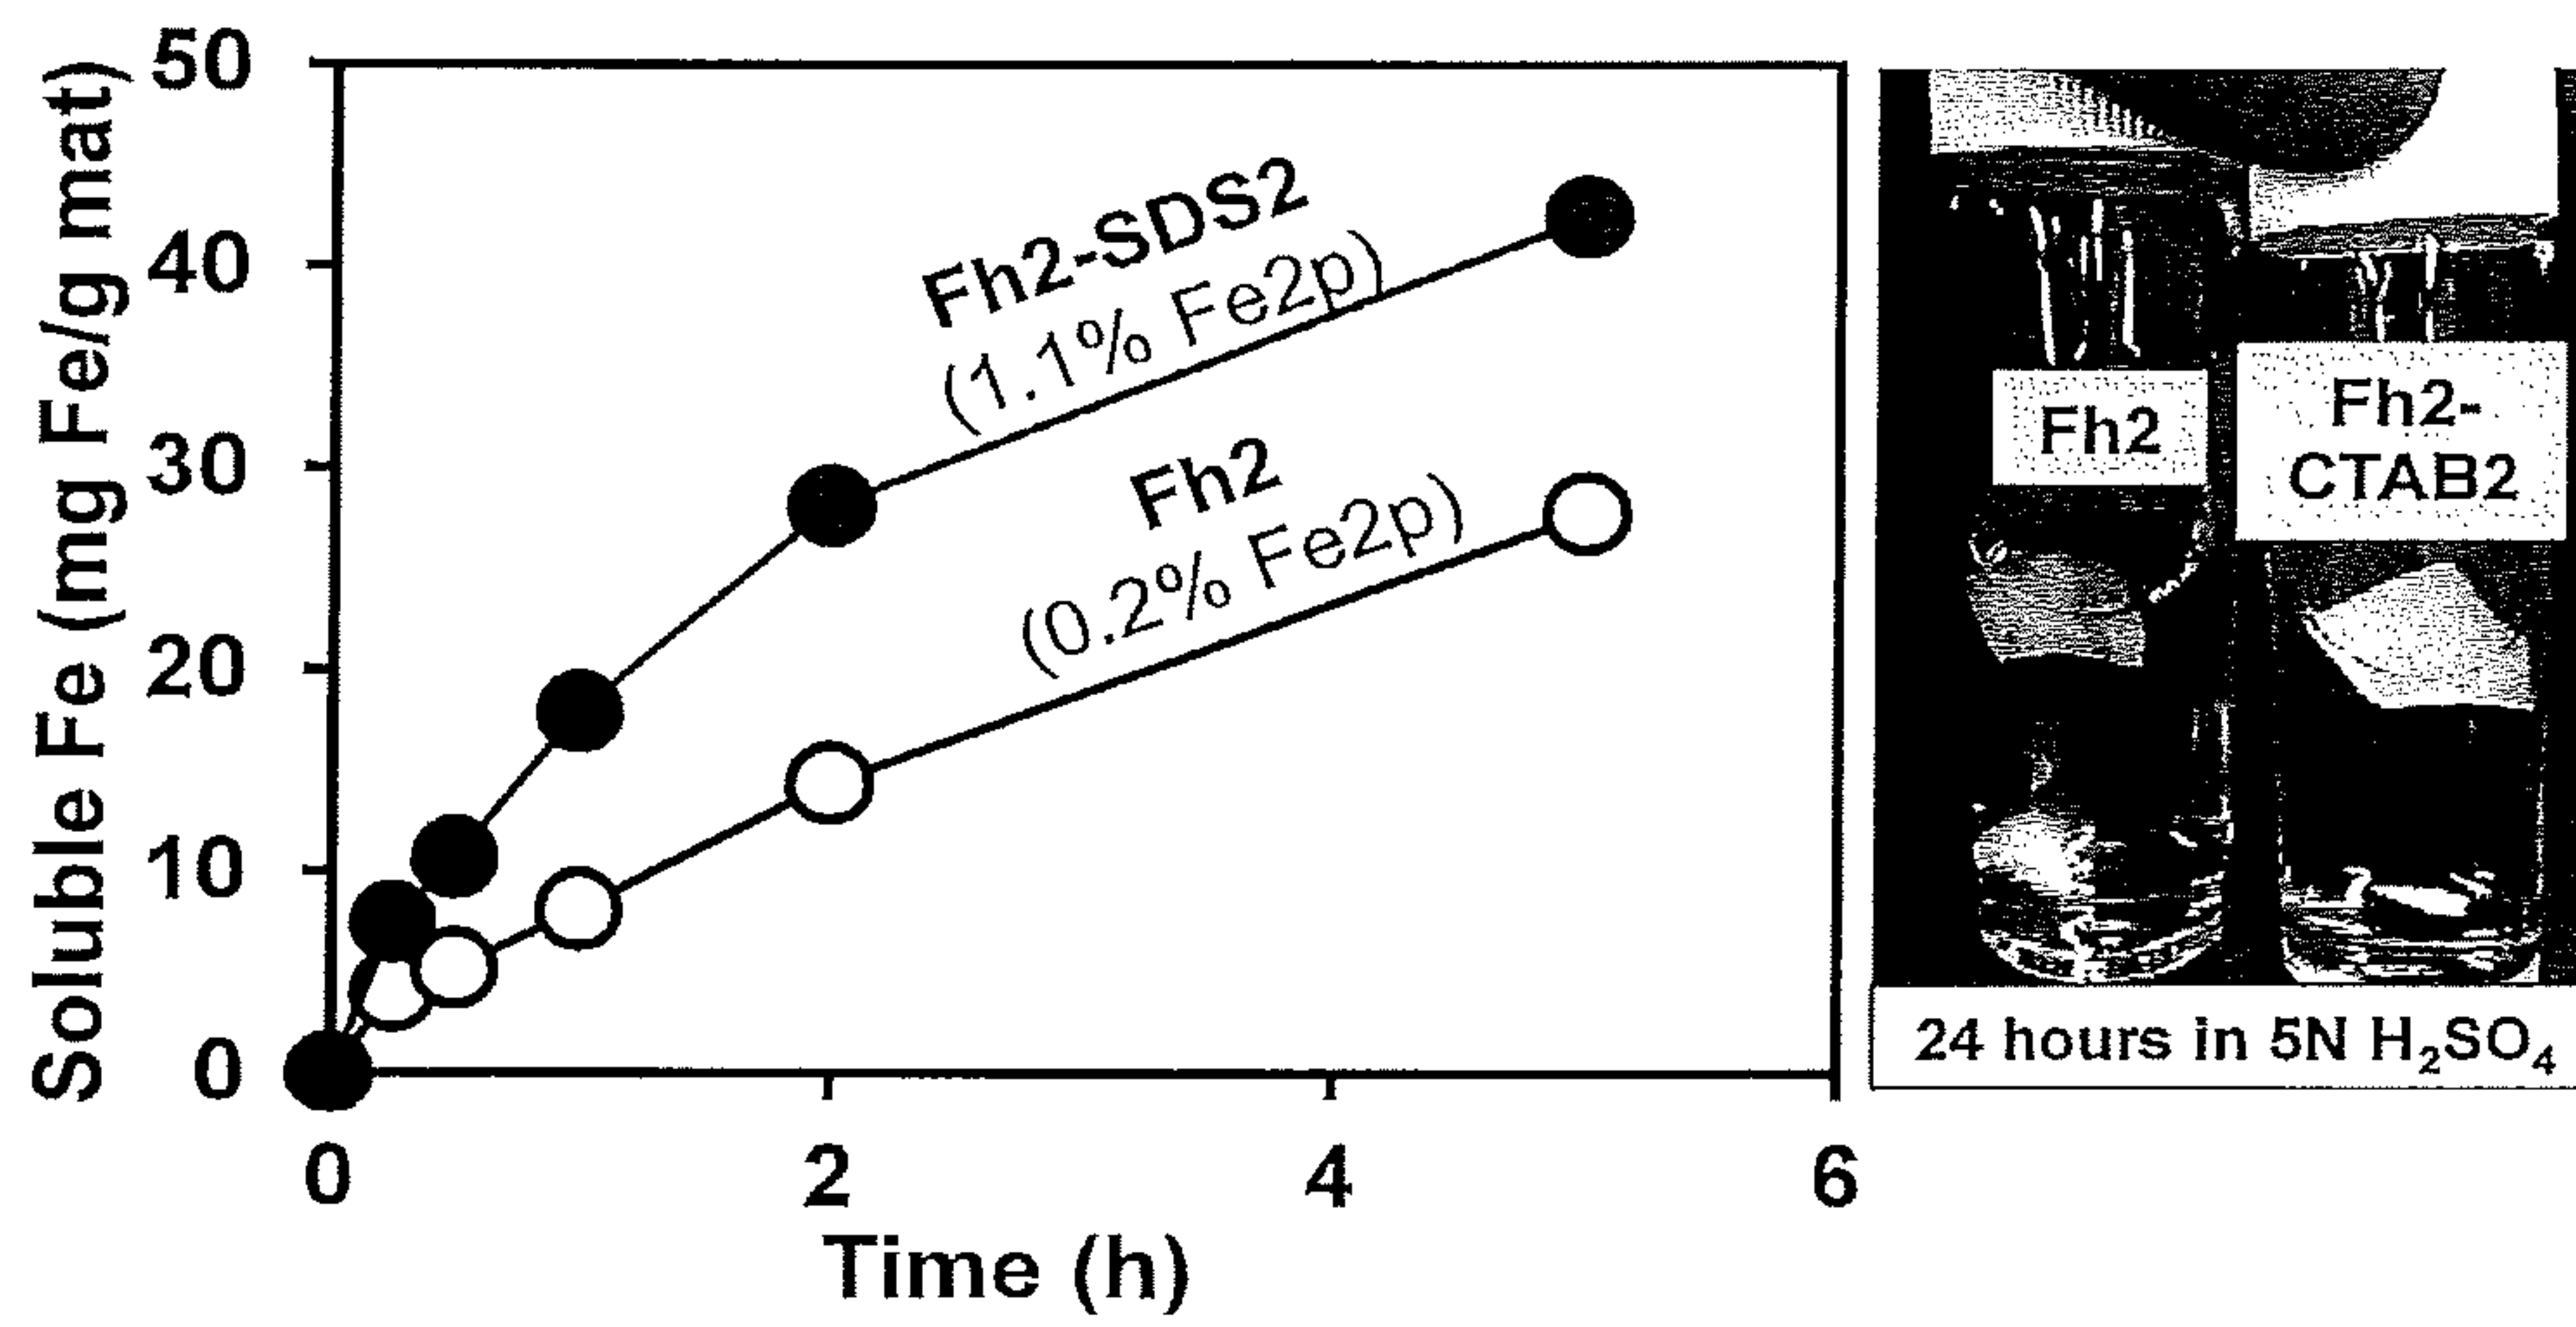 Soluble Fe (mg Fe/g mat)
50
40
30
20
10
0
0
2
4
6
Time (h)
Fh2-SDS2
(1.1% Fe2p)
Fh2
(0.2% Fe2p)
Fh2
Fh2-
CTAB2
24 hours in 5N H₂SO₄